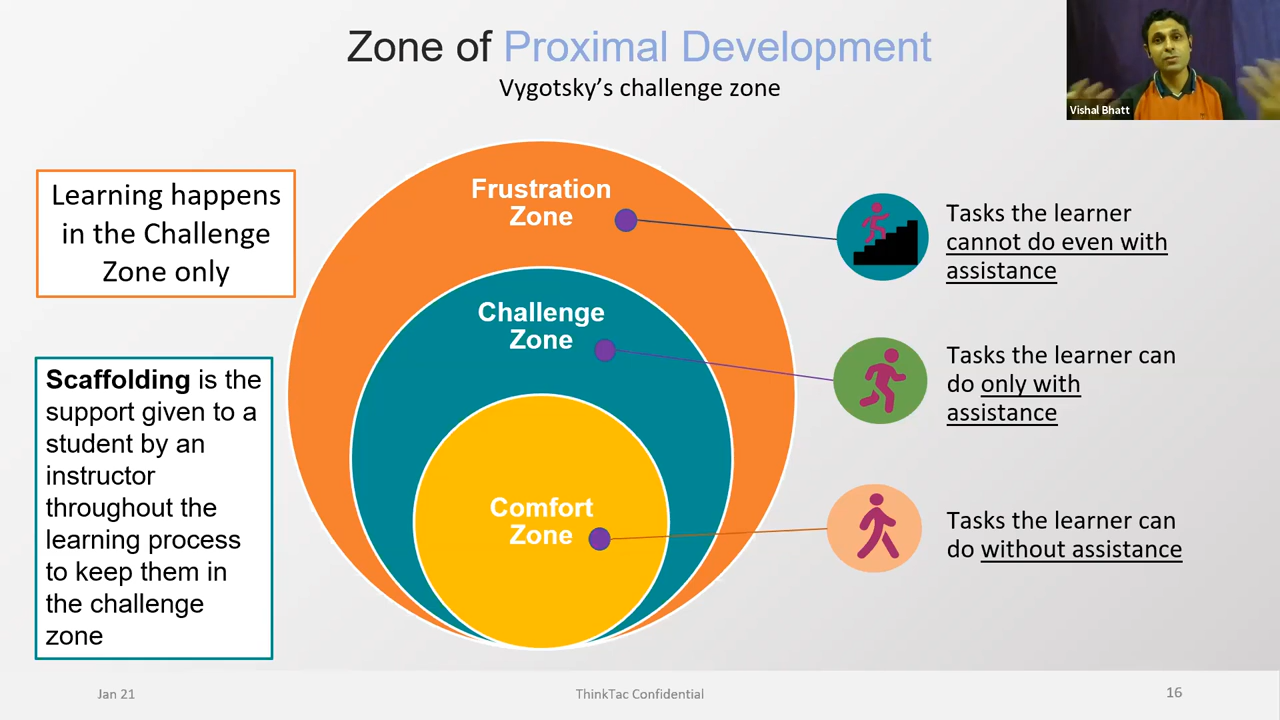 Zone of Proximal Development
Vygotsky’s challenge zone
Vishal Bhatt
Learning happens
in the Challenge
Zone only
Scaffolding is the
support given to a
student by an
instructor
throughout the
learning process
to keep them in
the challenge
zone
Frustration
Zone
Challenge
Zone
Comfort
Zone
Tasks the learner
cannot do even with
assistance
Tasks the learner can
do only with
assistance
Tasks the learner can
do without assistance
Jan 21
ThinkTac Confidential
16